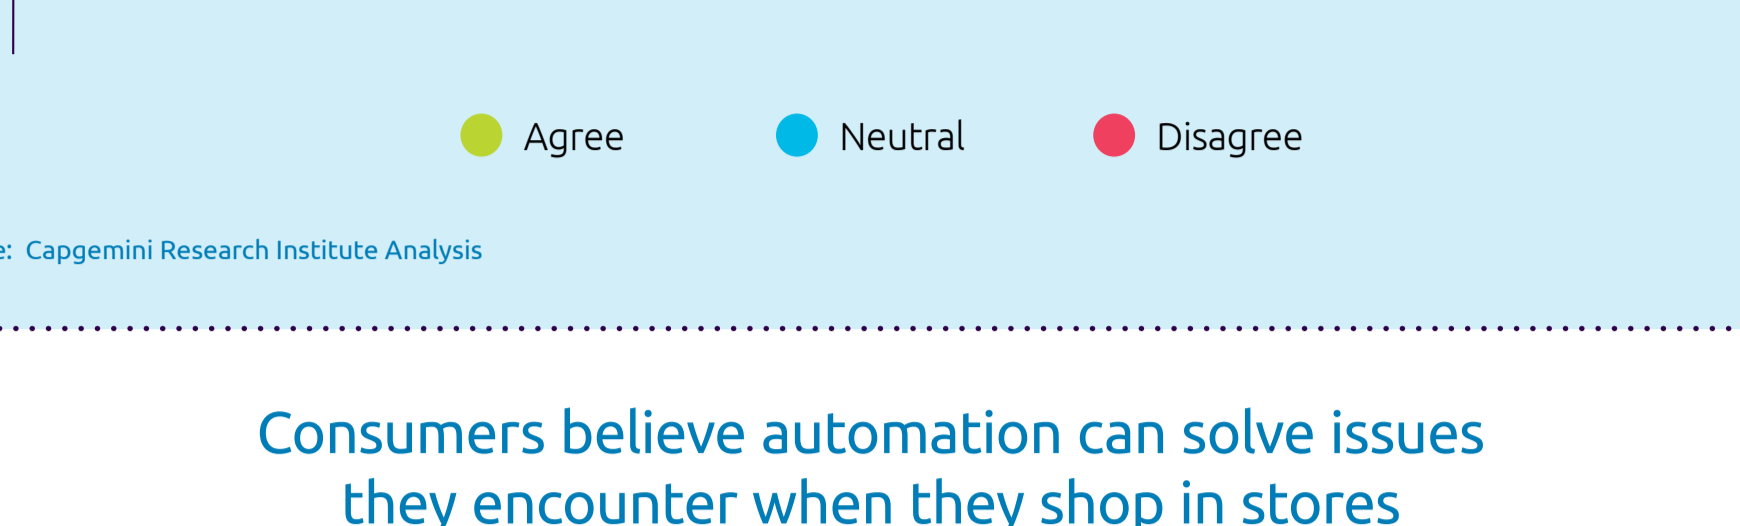 Agree Neutral Disagree
e: Capgemini Research Institute Analysis
Consumers believe automation can solve issues
they encounter when they shop in stores